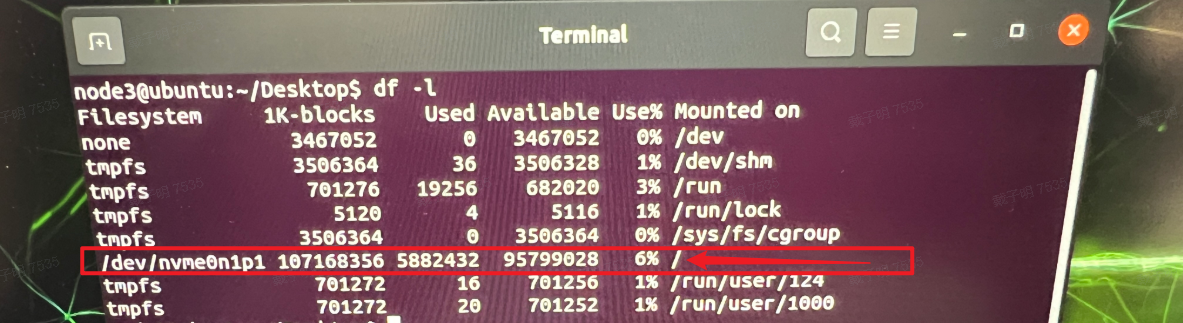 Terminal
node3@ubuntu:~/Desktop$ df -l
Filesystem 1K-blocks Used Available Use% Mounted on
none 3467052 0 3467052 0% /dev
tmpfs 3506364 36 3506328 1% /dev/shm
tmpfs 701276 19256 682020 3% /run
tmpfs 5120 4 5116 1% /run/lock
tmpfs 3506364 0 3506364 0% /sys/fs/cgroup
/dev/nvme0n1p1 107168356 5882432 95799028 6% /
tmpfs 701272 16 701256 1% /run/user/124
tmpfs 701272 20 701252 1% /run/user/1000